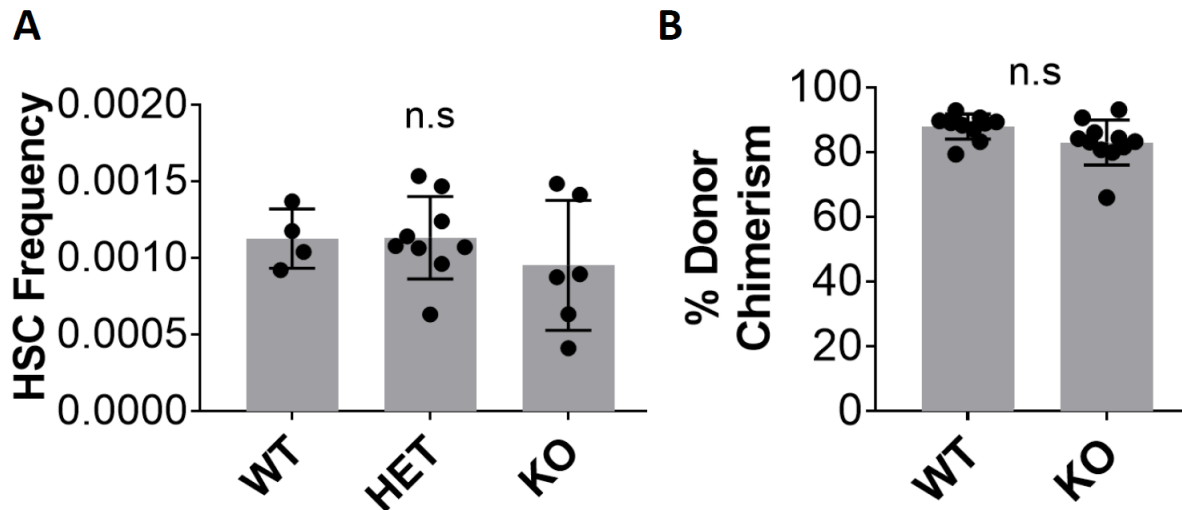 A
HSC Frequency
0.0020
0.0015
0.0010
0.0005
0.0000
n.s
WT
HET
KO
B
% Donor
Chimerism
100
80
60
40
20
0
n.s
WT
KO